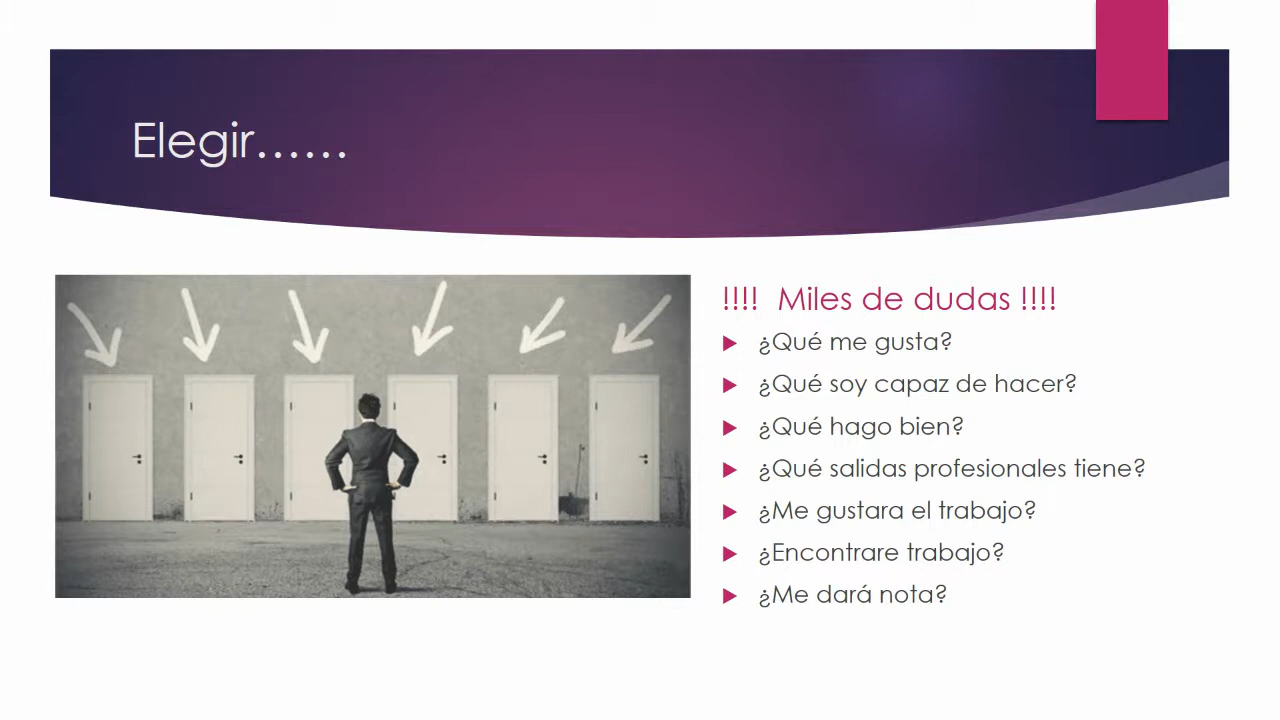 Elegir……
!!!! Miles de dudas !!!!
¿Qué me gusta?
¿Qué soy capaz de hacer?
¿Qué hago bien?
¿Qué salidas profesionales tiene?
¿Me gustara el trabajo?
¿Encontrare trabajo?
¿Me dará nota?